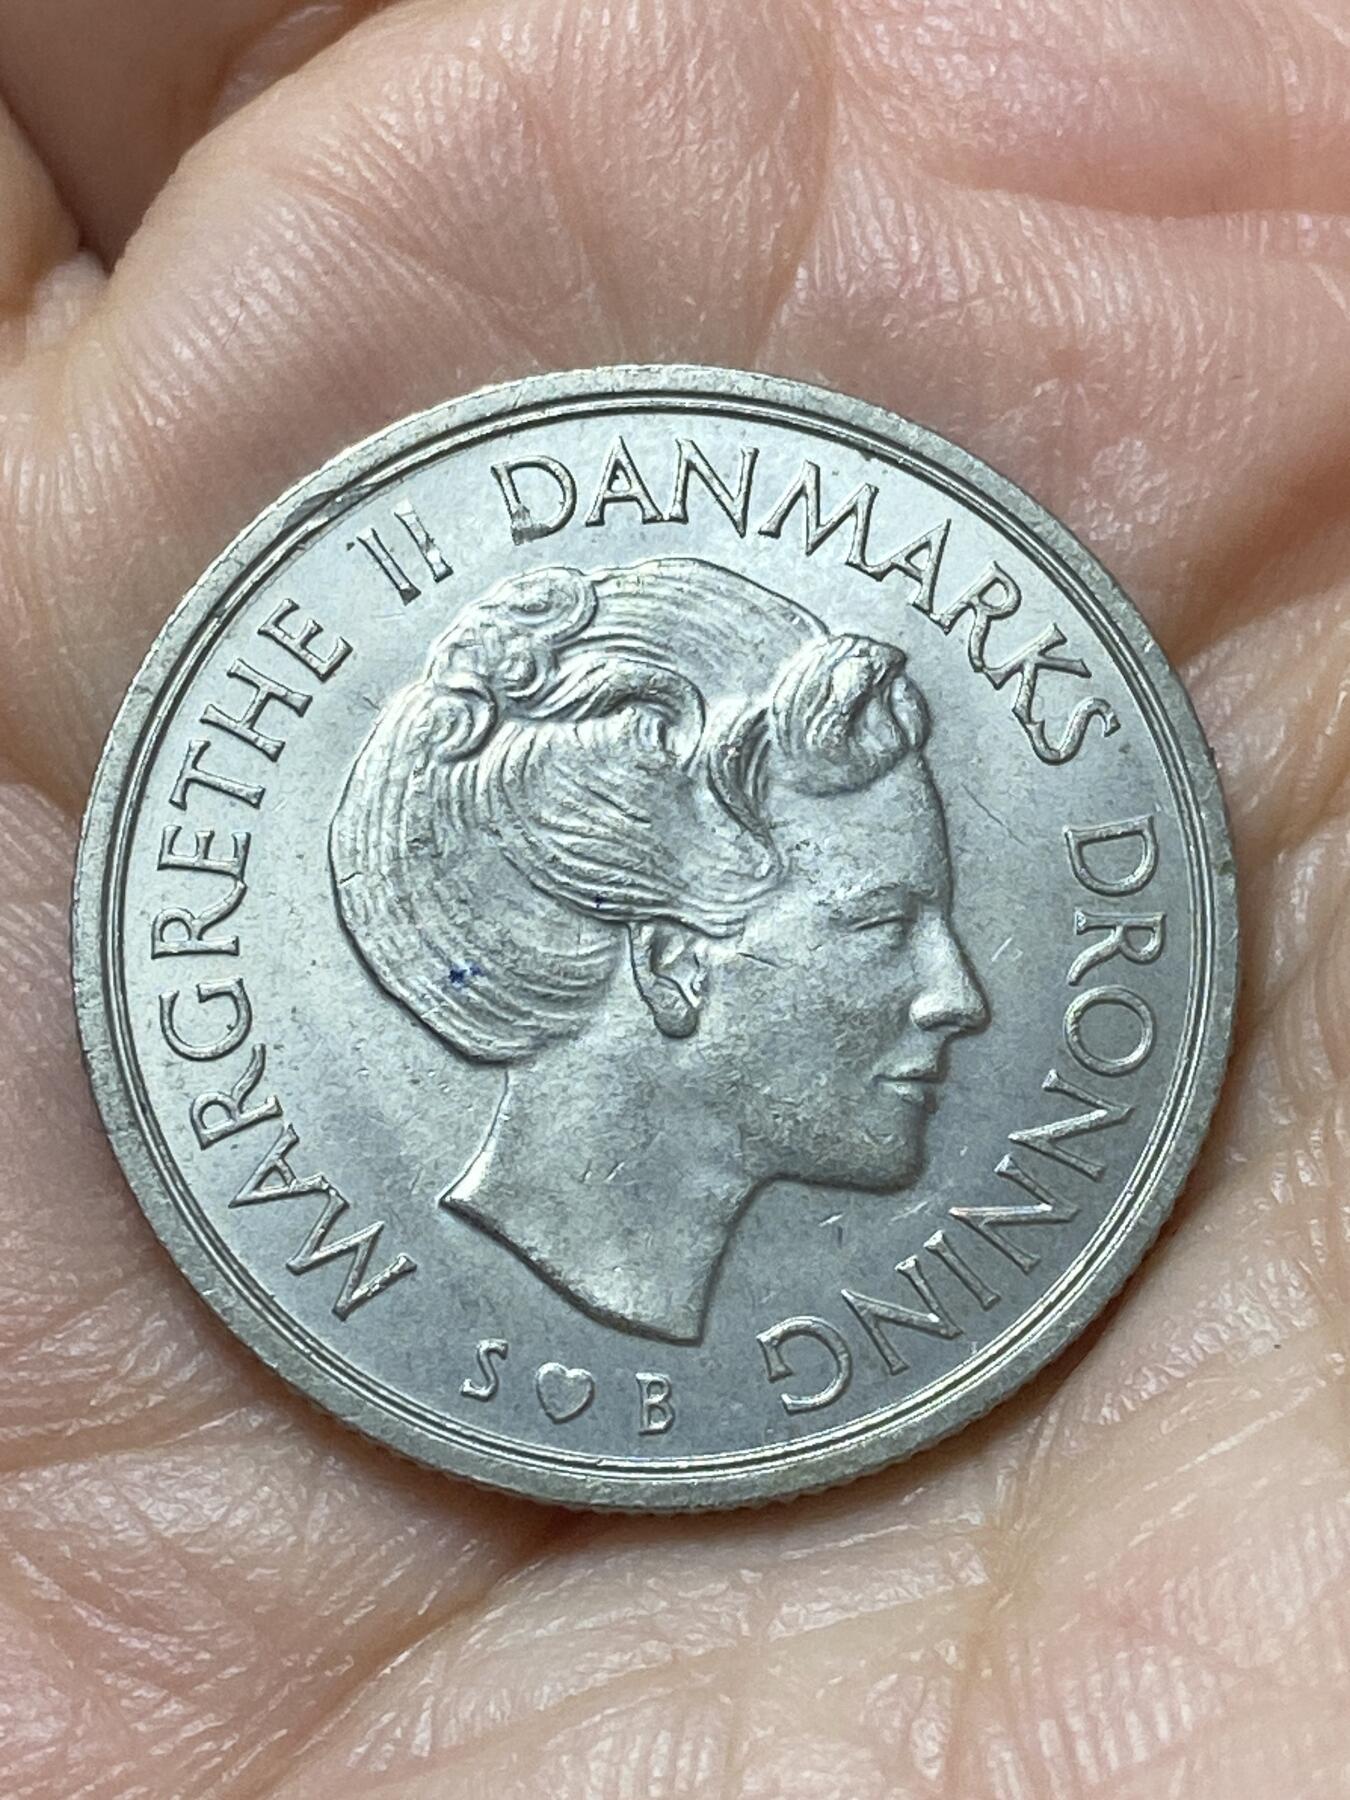 MARGRETHE II DANMARKS DRONNING
S♡B